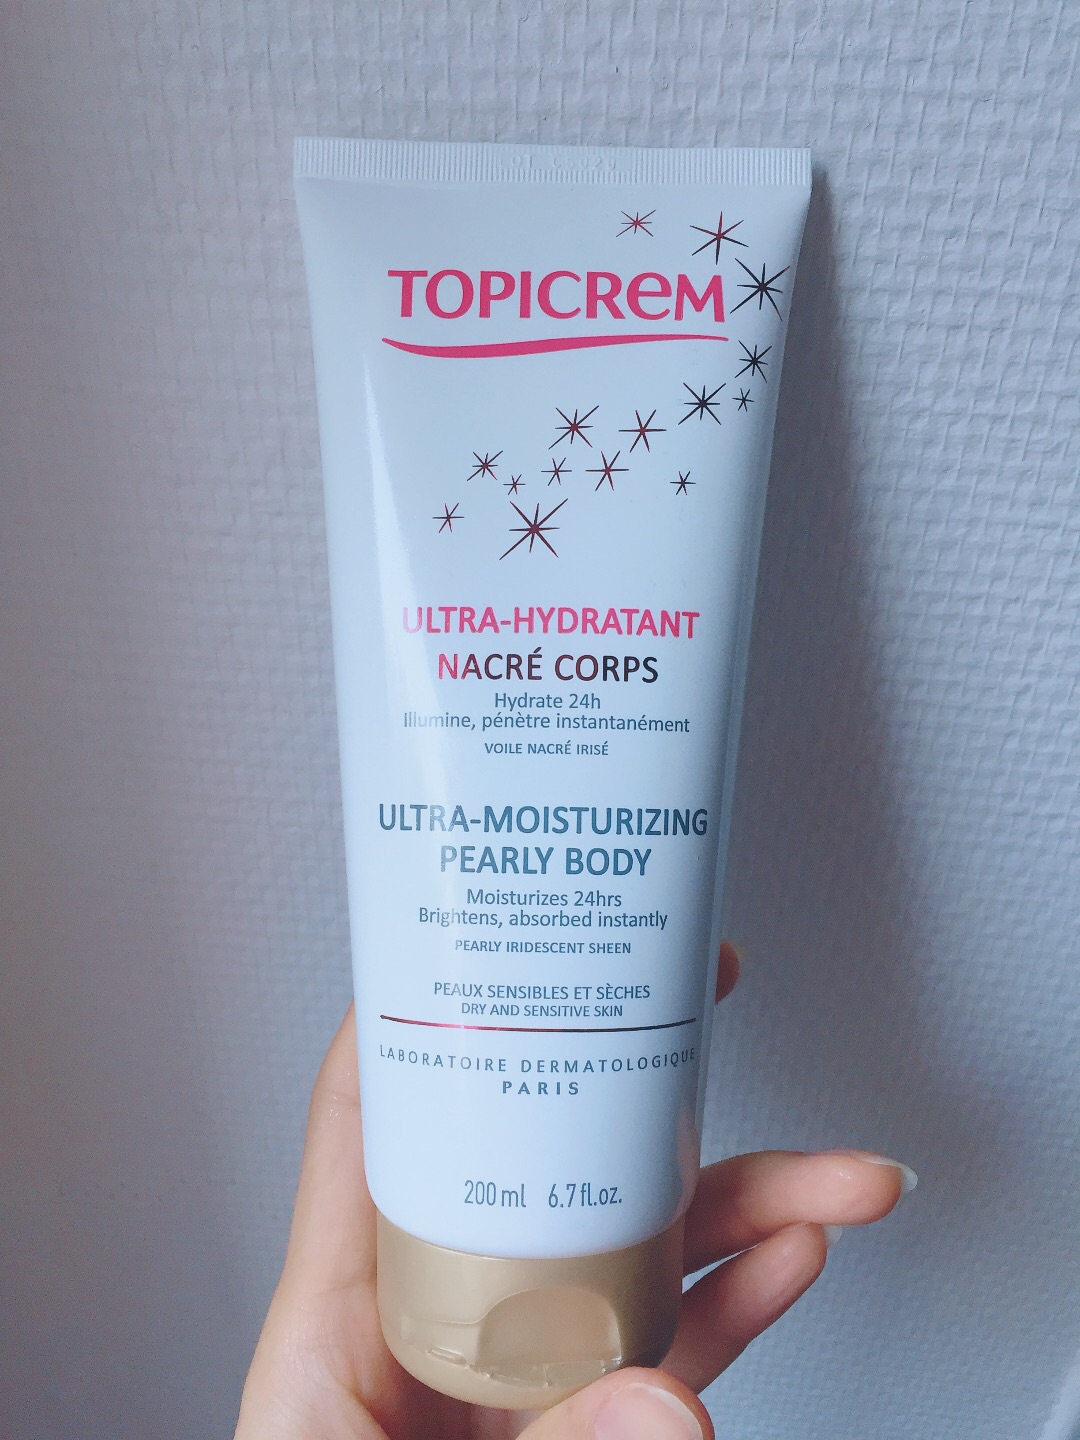 TOPICREM
ULTRA-HYDRATANT
NACRÉ CORPS
Hydrate 24h
Illumine, pénètre instantanément
VOILE NACRÉ IRISÉ
ULTRA-MOISTURIZING
PEARLY BODY
Moisturizes 24hrs
Brightens, absorbed instantly
PEARLY IRIDESCENT SHEEN
PEAUX SENSIBLES ET SÈCHES
DRY AND SENSITIVE SKIN
LABORATOIRE DERMATOLOGIQUE
PARIS
200 ml 6.7 fl.oz.